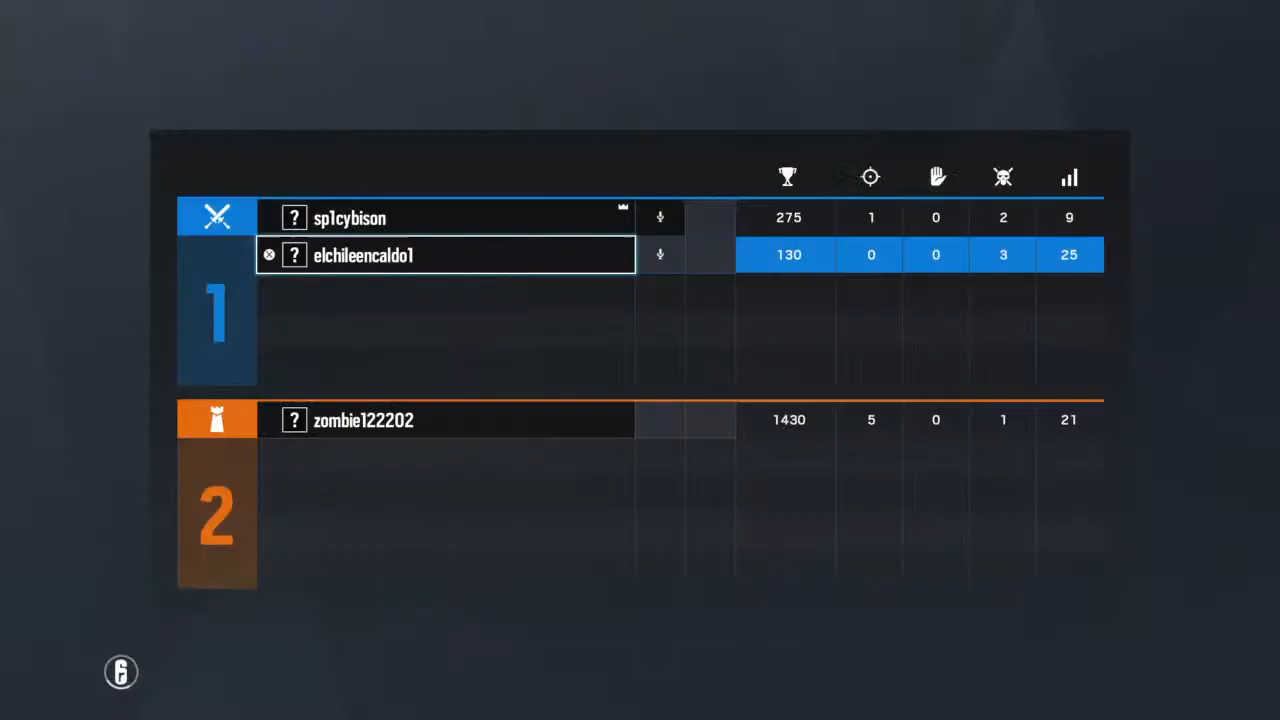 ? sp1cybison 275 1 0 2 9
? elchileencaldo1 130 0 0 3 25
1
? zombie122202 1430 5 0 1 21
2
6